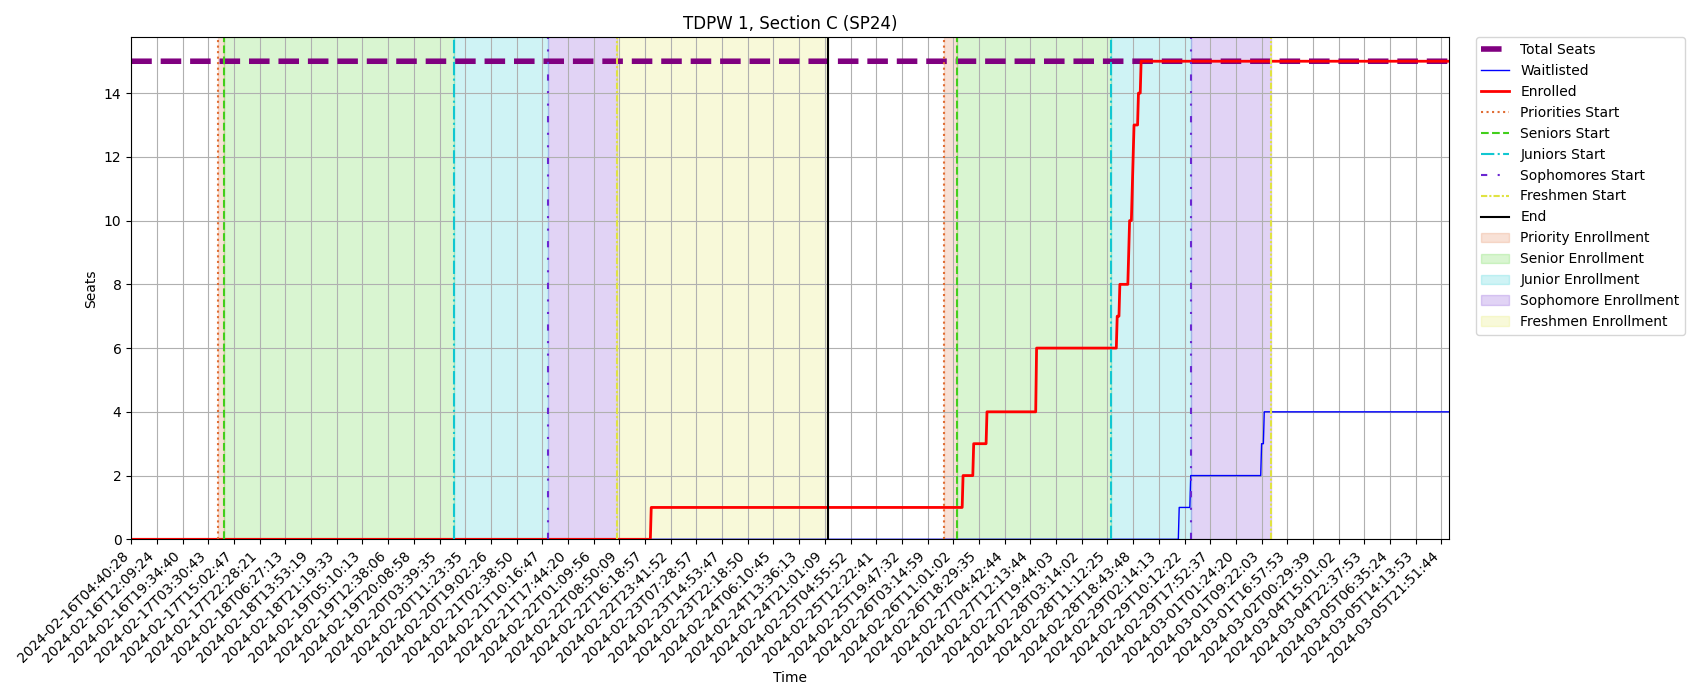 TDPW 1, Section C (SP24)
Seats
14
12
10
8
6
4
2
0
2024-02-16T04:40:28
2024-02-16T12:09:24
2024-02-16T19:34:40
2024-02-17T03:30:43
2024-02-17T15:02:47
2024-02-17T22:28:21
2024-02-18T06:27:13
2024-02-18T13:53:19
2024-02-18T21:19:33
2024-02-19T05:10:13
2024-02-19T12:38:06
2024-02-19T20:08:58
2024-02-20T03:39:35
2024-02-20T11:23:35
2024-02-20T19:02:26
2024-02-21T02:38:50
2024-02-21T10:16:47
2024-02-21T17:44:20
2024-02-22T01:09:56
2024-02-22T08:50:09
2024-02-22T16:18:57
2024-02-22T23:41:52
2024-02-23T07:28:57
2024-02-23T14:53:47
2024-02-23T22:18:50
2024-02-24T06:10:45
2024-02-24T13:36:13
2024-02-24T21:01:09
2024-02-25T04:55:52
2024-02-25T12:22:41
2024-02-25T19:47:32
2024-02-26T03:14:59
2024-02-26T11:01:02
2024-02-26T18:29:35
2024-02-27T04:42:44
2024-02-27T12:13:44
2024-02-27T19:44:03
2024-02-28T03:14:02
2024-02-28T11:12:25
2024-02-28T18:43:48
2024-02-29T02:14:13
2024-02-29T10:12:22
2024-02-29T17:52:37
2024-03-01T01:24:20
2024-03-01T09:22:03
2024-03-01T16:57:53
2024-03-02T00:29:39
2024-03-04T15:01:02
2024-03-04T22:37:53
2024-03-05T06:35:24
2024-03-05T14:13:53
2024-03-05T21:51:44
Time
Total Seats
Waitlisted
Enrolled
Priorities Start
Seniors Start
Juniors Start
Sophomores Start
Freshmen Start
End
Priority Enrollment
Senior Enrollment
Junior Enrollment
Sophomore Enrollment
Freshmen Enrollment